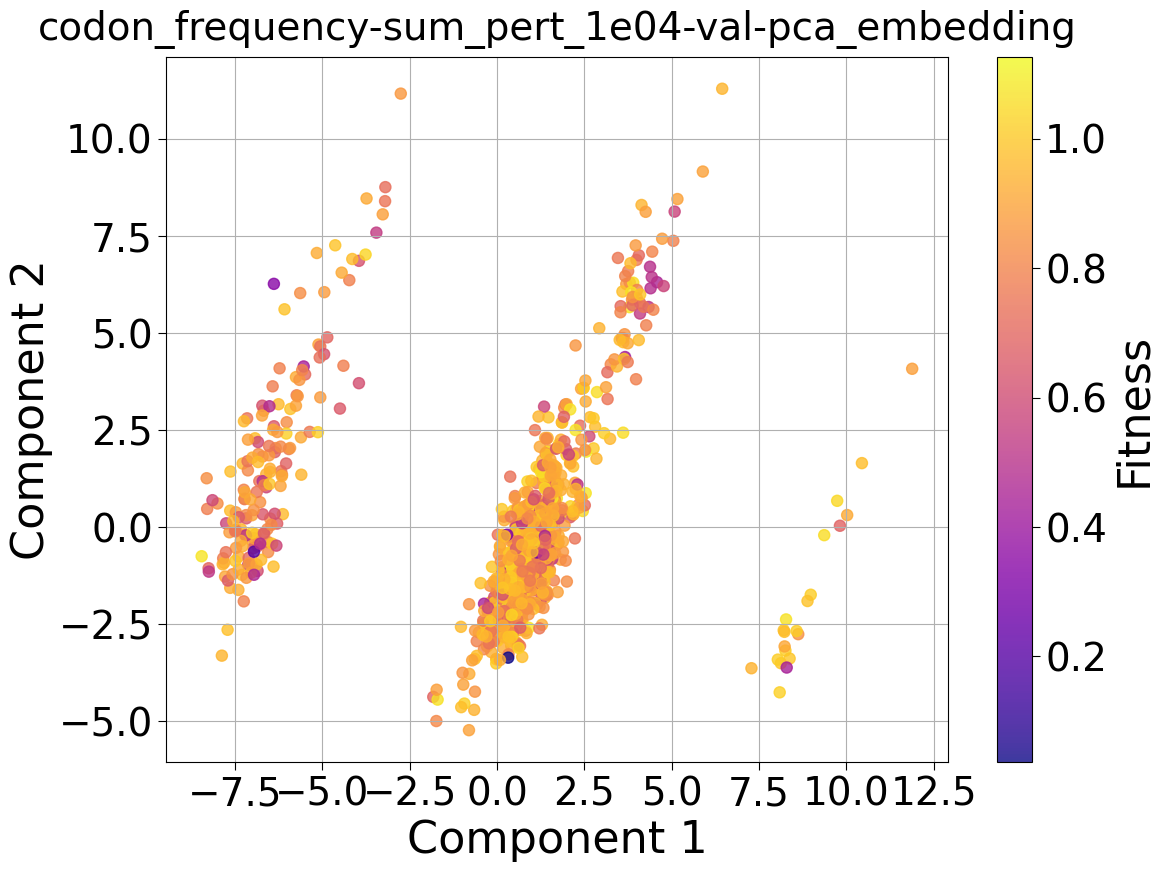 codon_frequency-sum_pert_1e04-val-pca_embedding
10.0
7.5
5.0
2.5
0.0
−2.5
−5.0
Component 2
−7.5 −5.0 −2.5 0.0 2.5 5.0 7.5 10.0 12.5
Component 1
1.0
0.8
0.6
0.4
0.2
Fitness